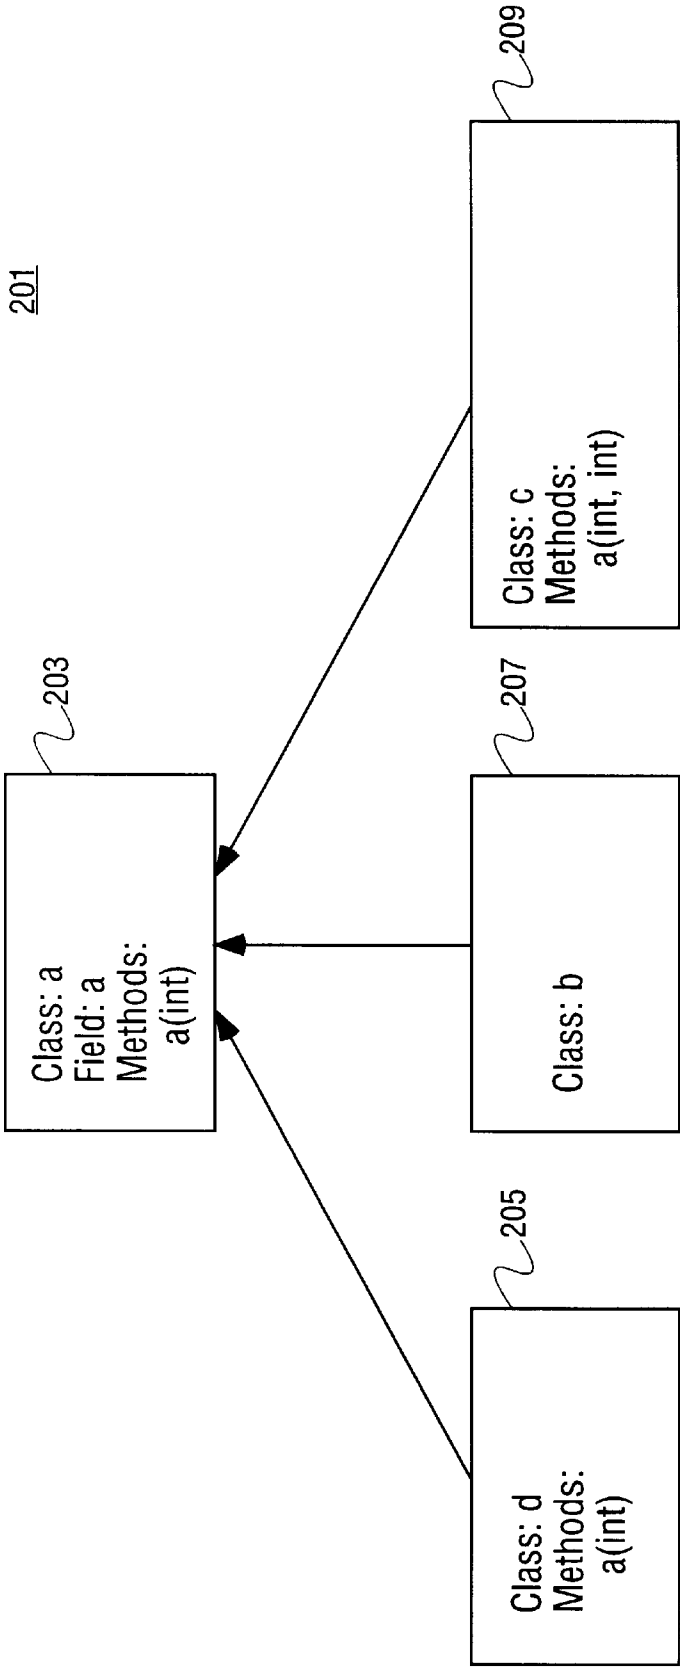 201
203
Class: a
Field: a
Methods:
a(int)
205
Class: d
Methods:
a(int)
207
Class: b
209
Class: c
Methods:
a(int, int)